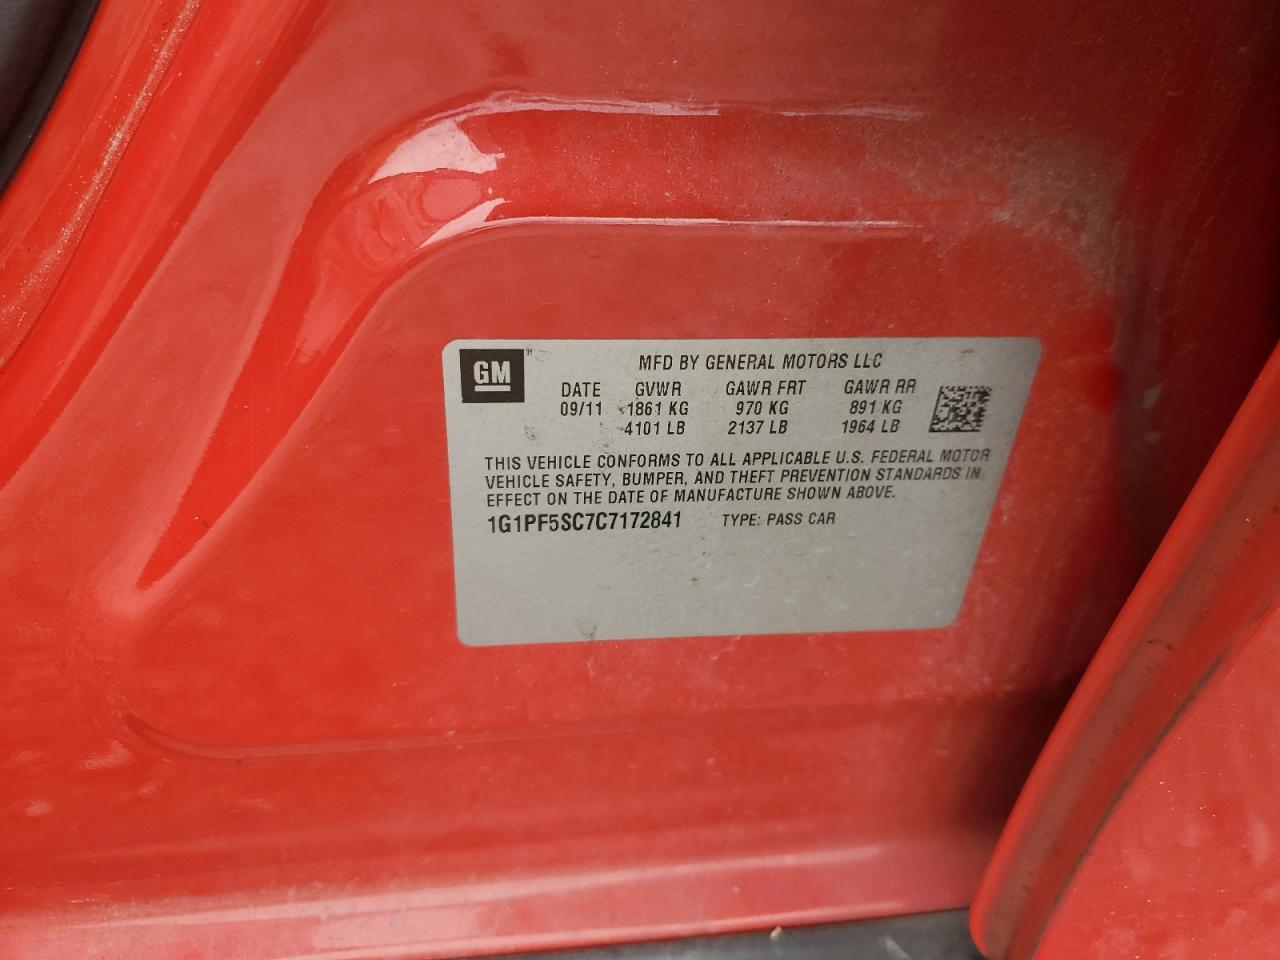 GM
MFD BY GENERAL MOTORS LLC
DATE GVWR GAWR FRT GAWR RR
09/11 1861 KG 970 KG 891 KG
4101 LB 2137 LB 1964 LB
THIS VEHICLE CONFORMS TO ALL APPLICABLE U.S. FEDERAL MOTOR
VEHICLE SAFETY, BUMPER, AND THEFT PREVENTION STANDARDS IN
EFFECT ON THE DATE OF MANUFACTURE SHOWN ABOVE.
1G1PF5SC7C7172841 TYPE: PASS CAR